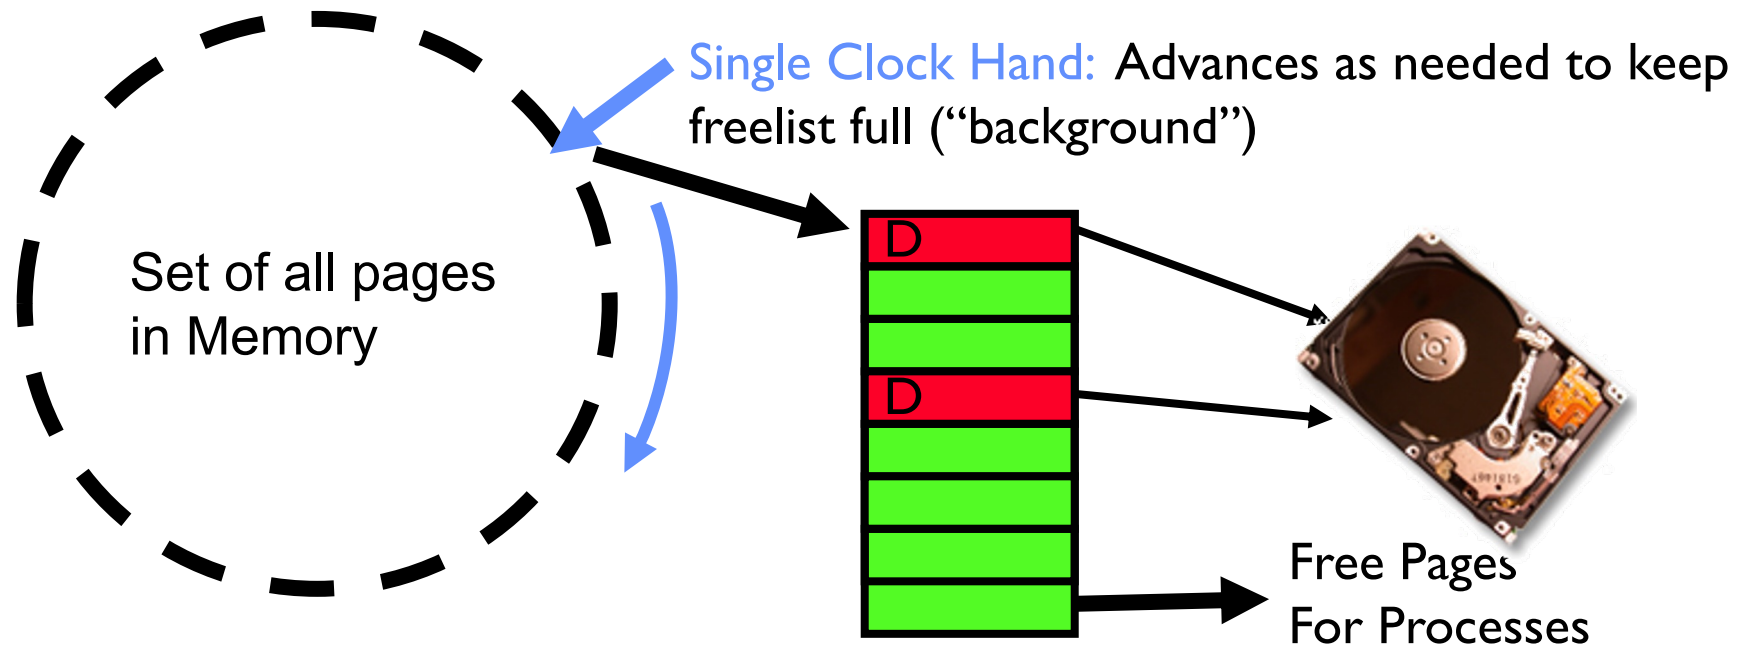 Single Clock Hand: Advances as needed to keep
freelist full (“background”)
Set of all pages
in Memory
D
D
Free Pages
For Processes